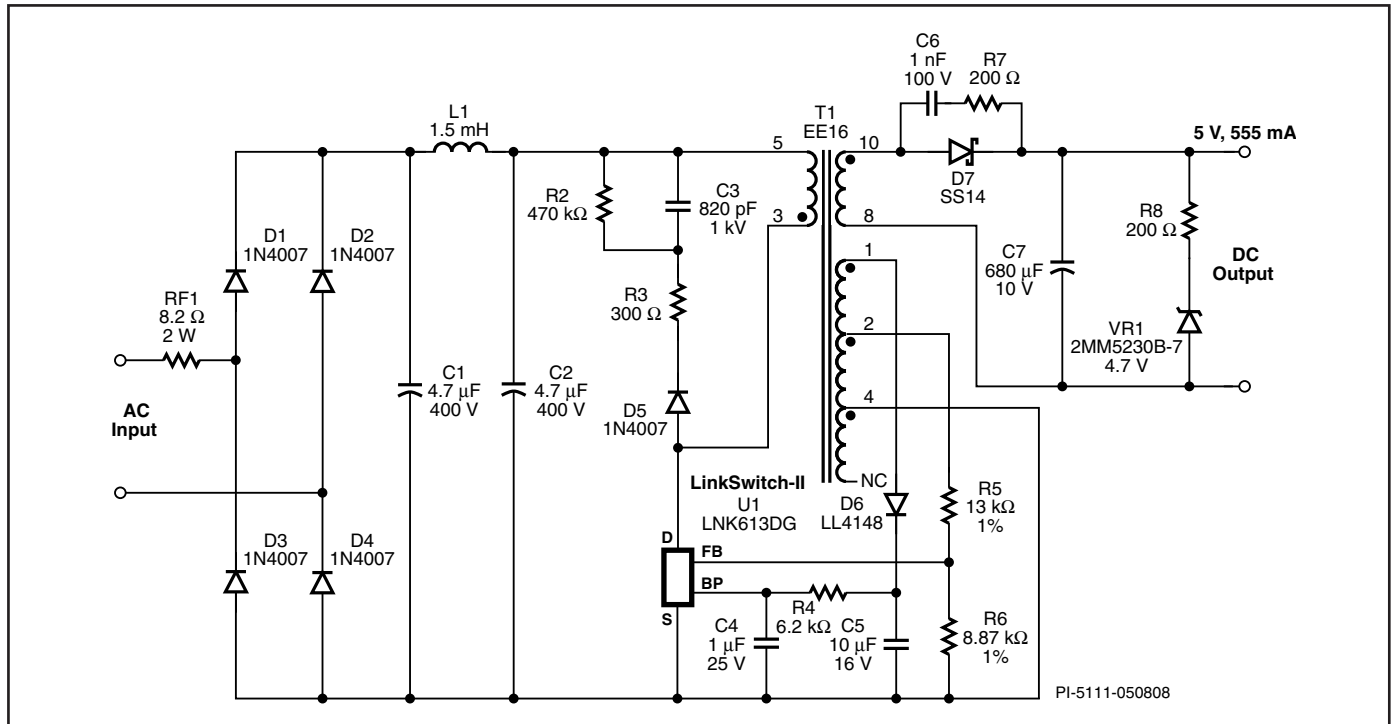 C6
1 nF
100 V
R7
200 Ω
L1
1.5 mH
T1
EE16
5
10
5 V, 555 mA
D7
SS14
R2
470 kΩ
C3
820 pF
1 kV
3
8
R8
200 Ω
D1
1N4007
D2
1N4007
1
C7
680 µF
10 V
DC
Output
RF1
8.2 Ω
2 W
R3
300 Ω
2
VR1
2MM5230B-7
4.7 V
C1
4.7 µF
400 V
C2
4.7 µF
400 V
D5
1N4007
4
AC
Input
NC
LinkSwitch-II
U1
LNK613DG
D6
LL4148
R5
13 kΩ
1%
D3
1N4007
D4
1N4007
D
FB
BP
S
R4
6.2 kΩ
C4
1 µF
25 V
C5
10 µF
16 V
R6
8.87 kΩ
1%
PI-5111-050808